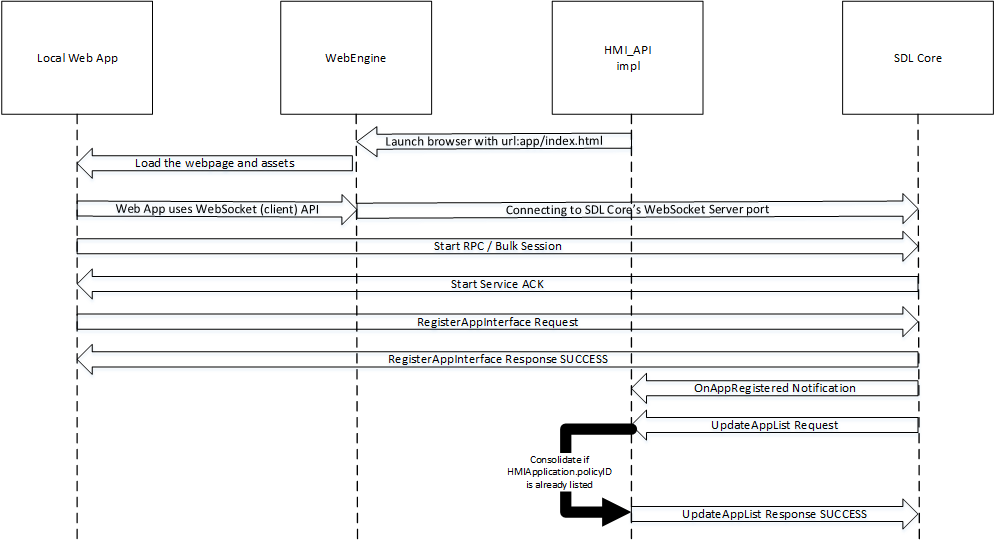 Local Web App
WebEngine
HMI_API
impl
SDL Core
Launch browser with url:app/index.html
Load the webpage and assets
Web App uses WebSocket (client) API
Connecting to SDL Core's WebSocket Server port
Start RPC / Bulk Session
Start Service ACK
RegisterAppInterface Request
RegisterAppInterface Response SUCCESS
OnAppRegistered Notification
UpdateAppList Request
Consolidate if
HMIApplication.policyID
is already listed
UpdateAppList Response SUCCESS